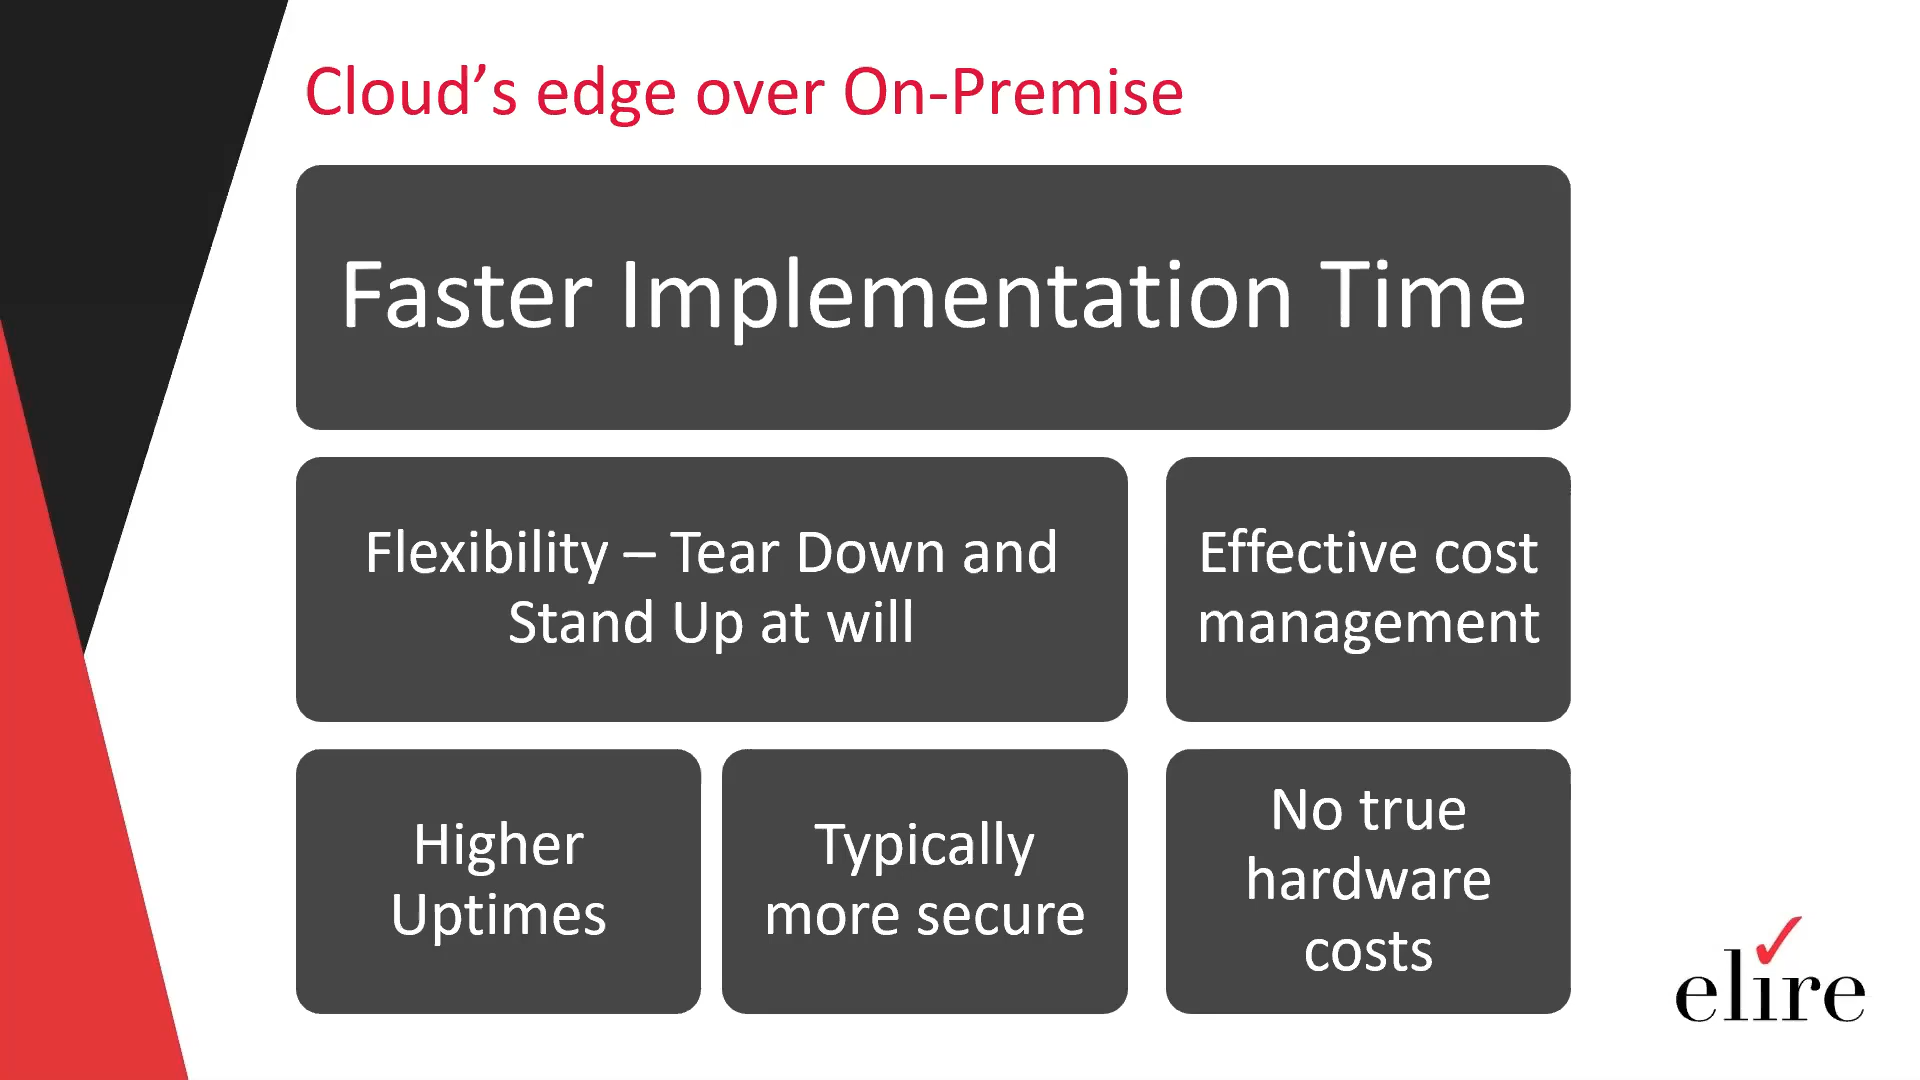 Cloud’s edge over On-Premise
Faster Implementation Time
Flexibility – Tear Down and
Stand Up at will
Effective cost
management
Higher
Uptimes
Typically
more secure
No true
hardware
costs
elire